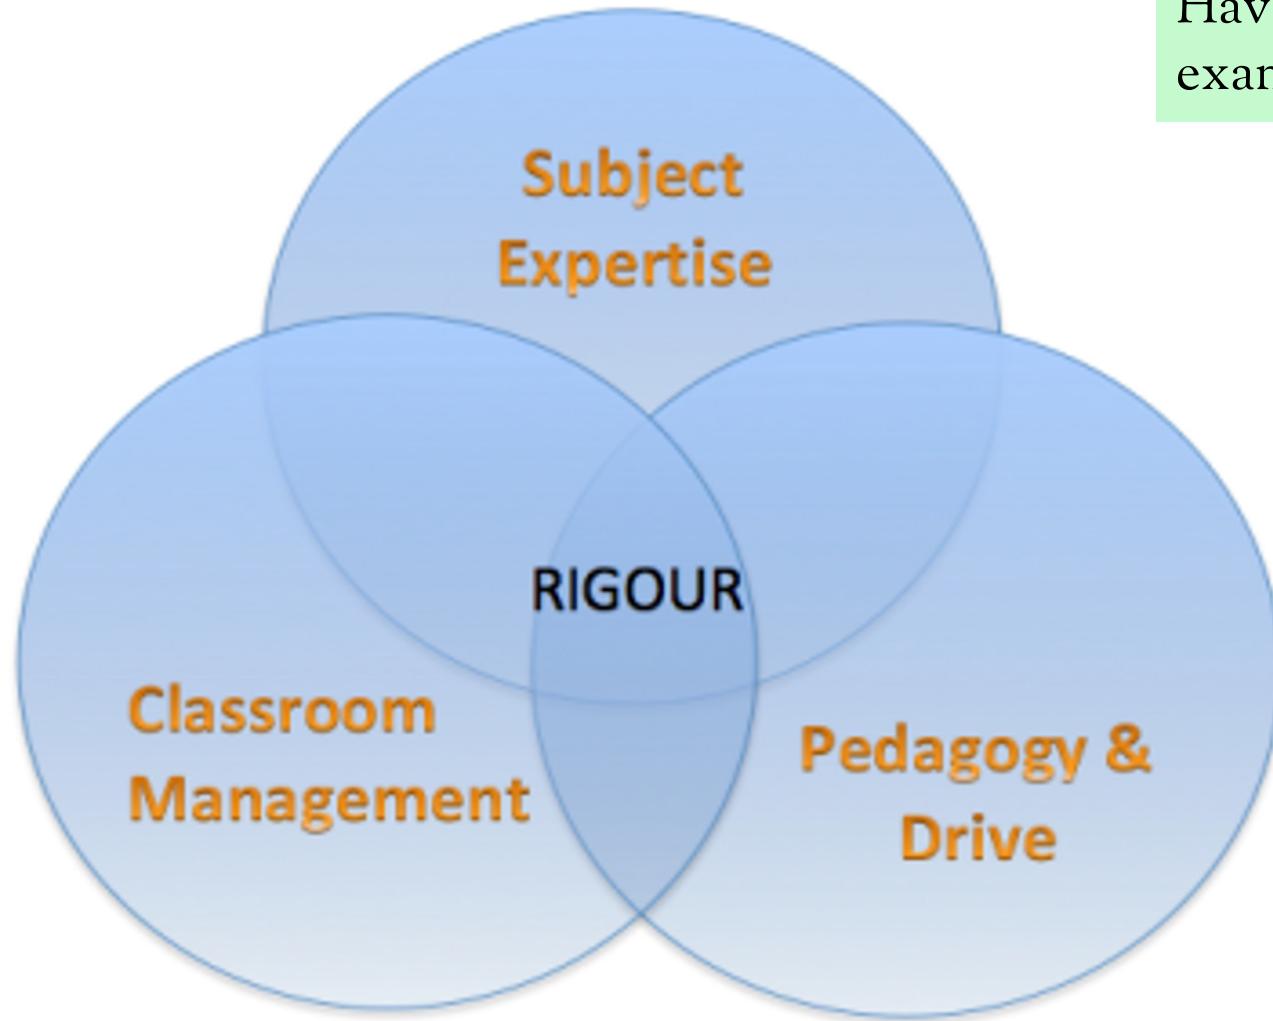 Subject
Expertise
RIGOUR
Classroom
Management
Pedagogy &
Drive